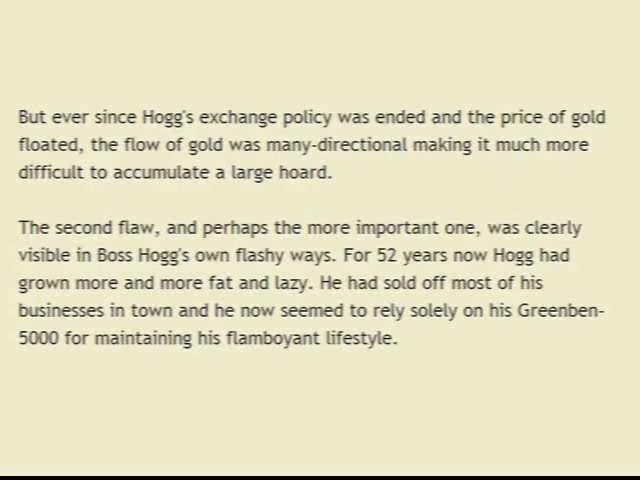 But ever since Hogg's exchange policy was ended and the price of gold
floated, the flow of gold was many-directional making it much more
difficult to accumulate a large hoard.
The second flaw, and perhaps the more important one, was clearly
visible in Boss Hogg's own flashy ways. For 52 years now Hogg had
grown more and more fat and lazy. He had sold off most of his
businesses in town and he now seemed to rely solely on his Greenben-
5000 for maintaining his flamboyant lifestyle.